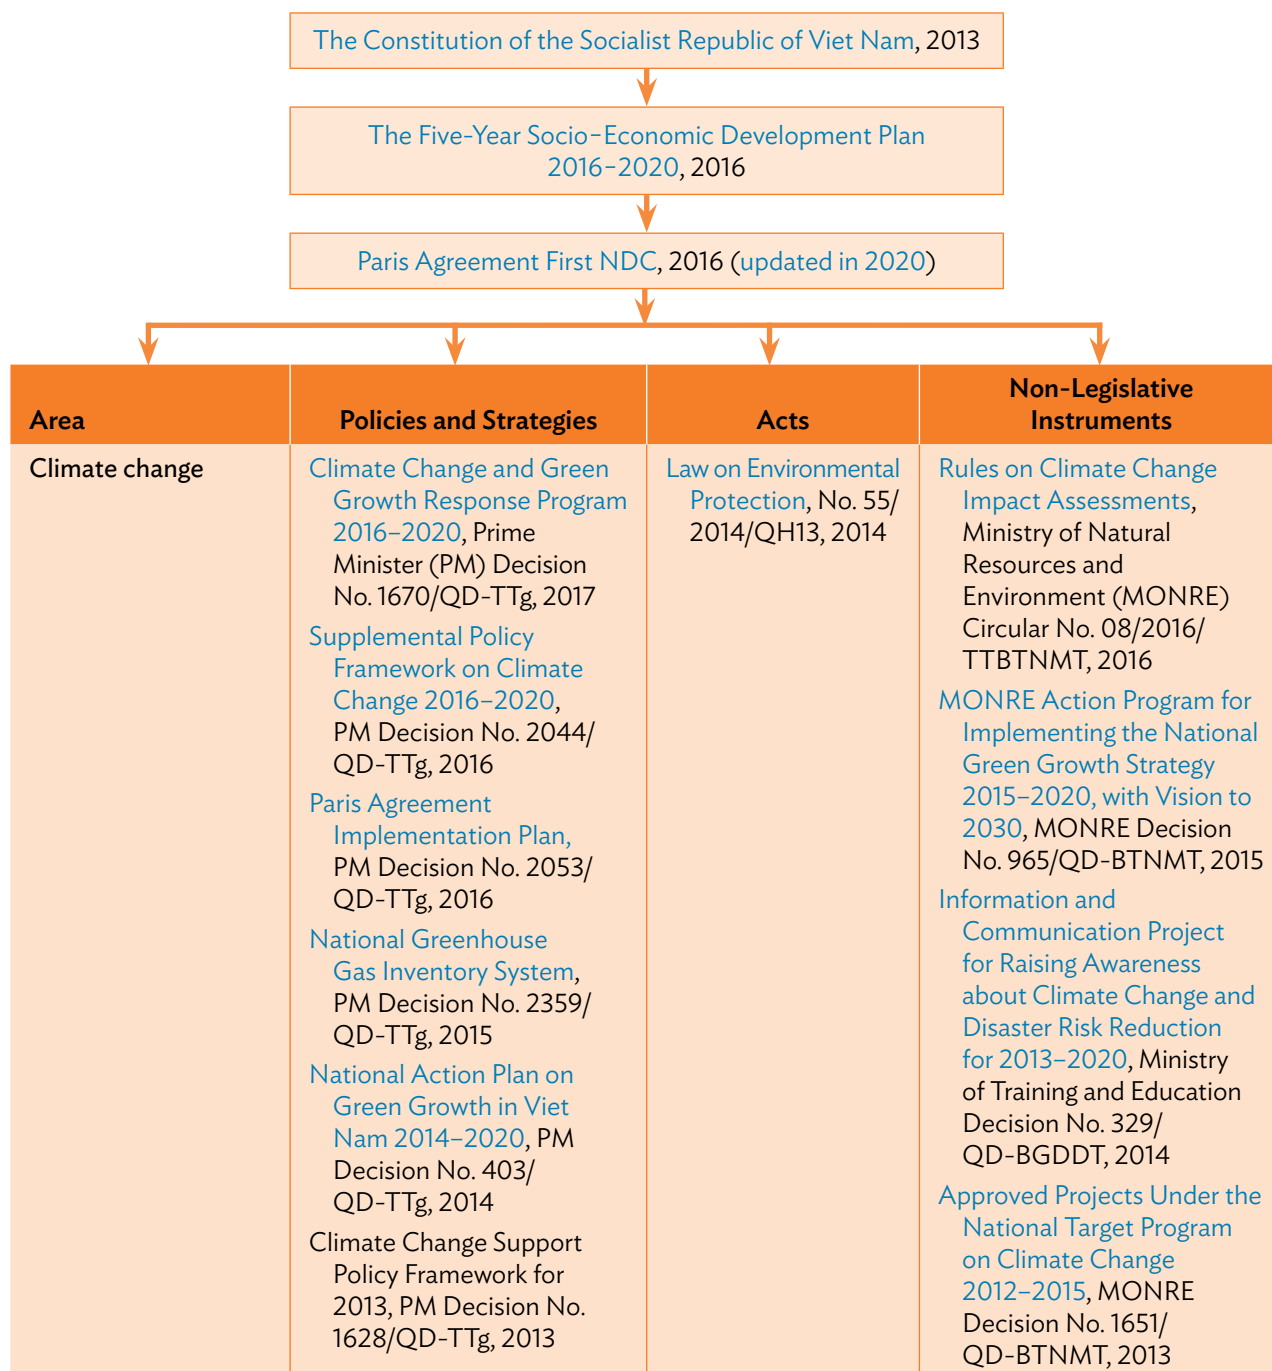 The Constitution of the Socialist Republic of Viet Nam, 2013
The Five-Year Socio-Economic Development Plan
2016-2020, 2016
Paris Agreement First NDC, 2016 (updated in 2020)
Area
Policies and Strategies
Acts
Non-Legislative
Instruments
Climate change
Climate Change and Green
Growth Response Program
2016–2020, Prime
Minister (PM) Decision
No. 1670/QD-TTg, 2017
Supplemental Policy
Framework on Climate
Change 2016–2020,
PM Decision No. 2044/
QD-TTg, 2016
Paris Agreement
Implementation Plan,
PM Decision No. 2053/
QD-TTg, 2016
National Greenhouse
Gas Inventory System,
PM Decision No. 2359/
QD-TTg, 2015
National Action Plan on
Green Growth in Viet
Nam 2014–2020, PM
Decision No. 403/
QD-TTg, 2014
Climate Change Support
Policy Framework for
2013, PM Decision No.
1628/QD-TTg, 2013
Law on Environmental
Protection, No. 55/
2014/QH13, 2014
Rules on Climate Change
Impact Assessments,
Ministry of Natural
Resources and
Environment (MONRE)
Circular No. 08/2016/
TTBTNMT, 2016
MONRE Action Program for
Implementing the National
Green Growth Strategy
2015–2020, with Vision to
2030, MONRE Decision
No. 965/QD-BTNMT, 2015
Information and
Communication Project
for Raising Awareness
about Climate Change and
Disaster Risk Reduction
for 2013–2020, Ministry
of Training and Education
Decision No. 329/
QD-BGDDT, 2014
Approved Projects Under the
National Target Program
on Climate Change
2012–2015, MONRE
Decision No. 1651/
QD-BTNMT, 2013